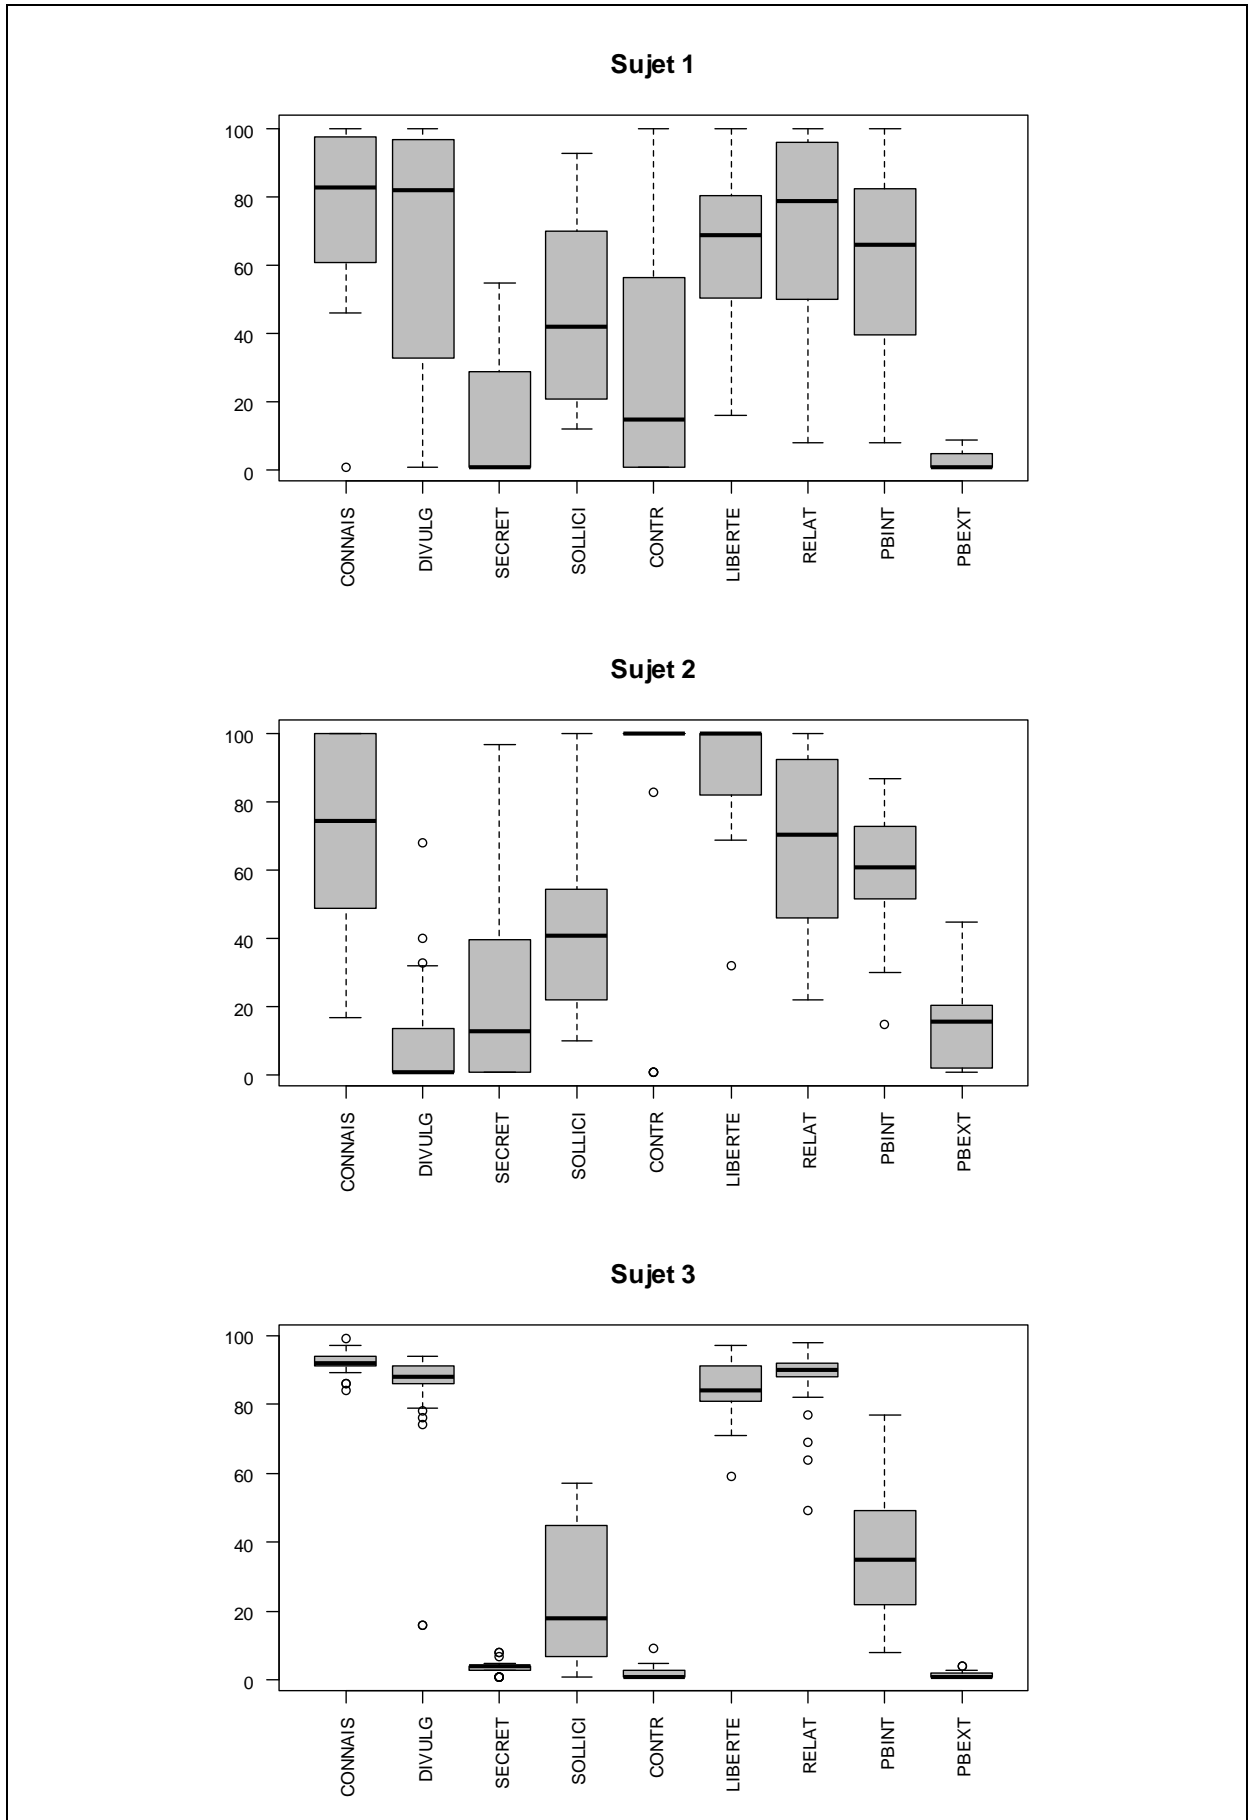 Sujet 1
100
80
60
40
20
0
CONNAIS
DIVULG
SECRET
SOLLICI
CONTR
LIBERTE
RELAT
PBINT
PBEXT
Sujet 2
100
80
60
40
20
0
CONNAIS
DIVULG
SECRET
SOLLICI
CONTR
LIBERTE
RELAT
PBINT
PBEXT
Sujet 3
100
80
60
40
20
0
CONNAIS
DIVULG
SECRET
SOLLICI
CONTR
LIBERTE
RELAT
PBINT
PBEXT